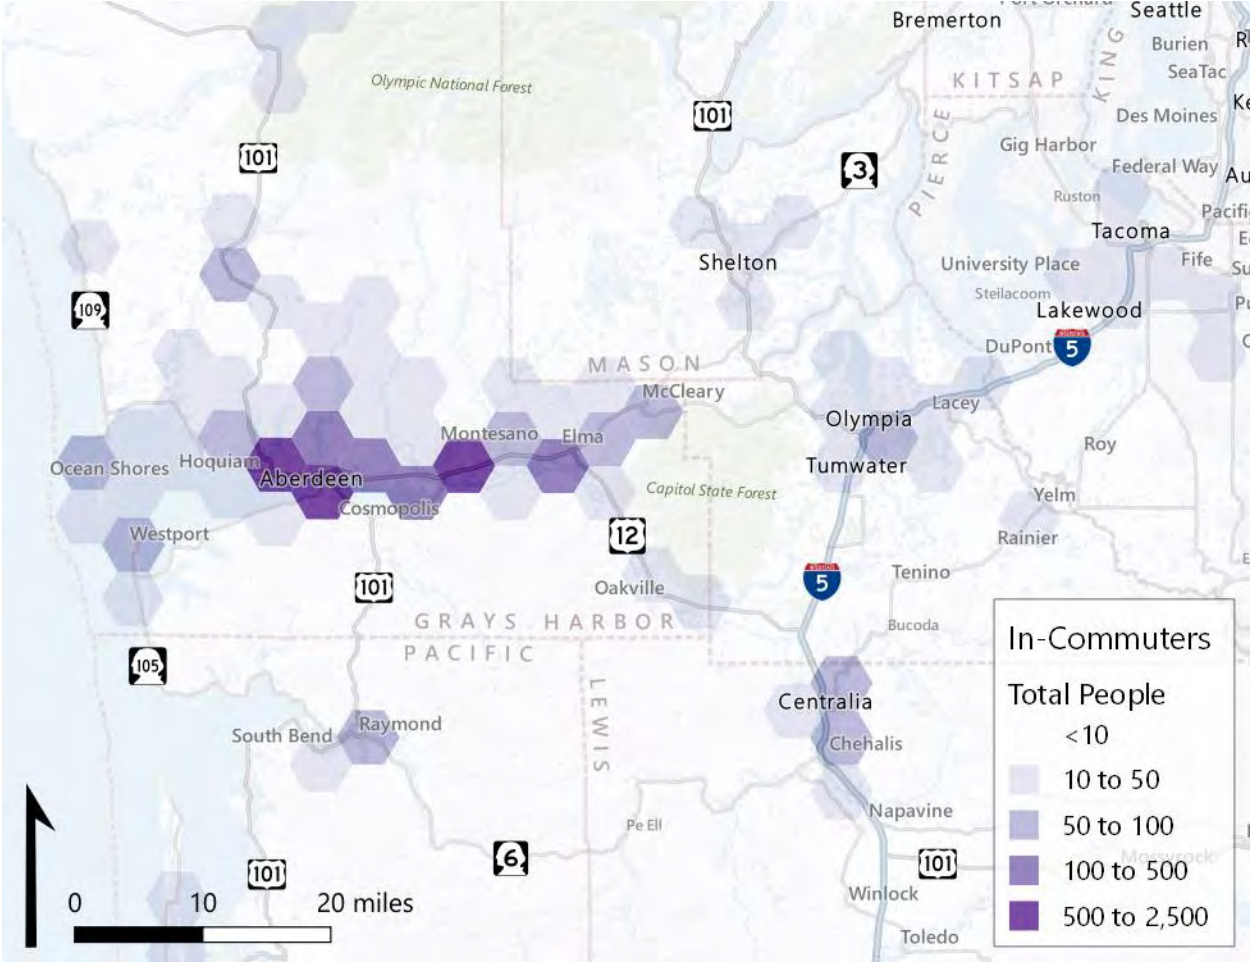 Port Orchard
Seattle
Bremerton
Burien
KITSAP
KING
SeaTac
Olympic National Forest
101
Des Moines
PIERCE
Gig Harbor
101
3
Federal Way
Ruston
Tacoma
University Place
Fife
Shelton
Steilacoom
109
Lakewood
DuPont
5
MASON
McCleary
Lacey
Olympia
Montesano
Elma
Roy
Ocean Shores
Hoquiam
Aberdeen
Tumwater
Capitol State Forest
Yelm
Cosmopolis
Westport
12
Rainier
Tenino
5
101
Oakville
GRAYS HARBOR
Bucoda
PACIFIC
105
LEWIS
Centralia
South Bend
Raymond
Chehalis
Napavine
Pe Ell
6
101
101
Mossyrock
Winlock
Toledo
0 10 20 miles
In-Commuters
Total People
<10
10 to 50
50 to 100
100 to 500
500 to 2,500